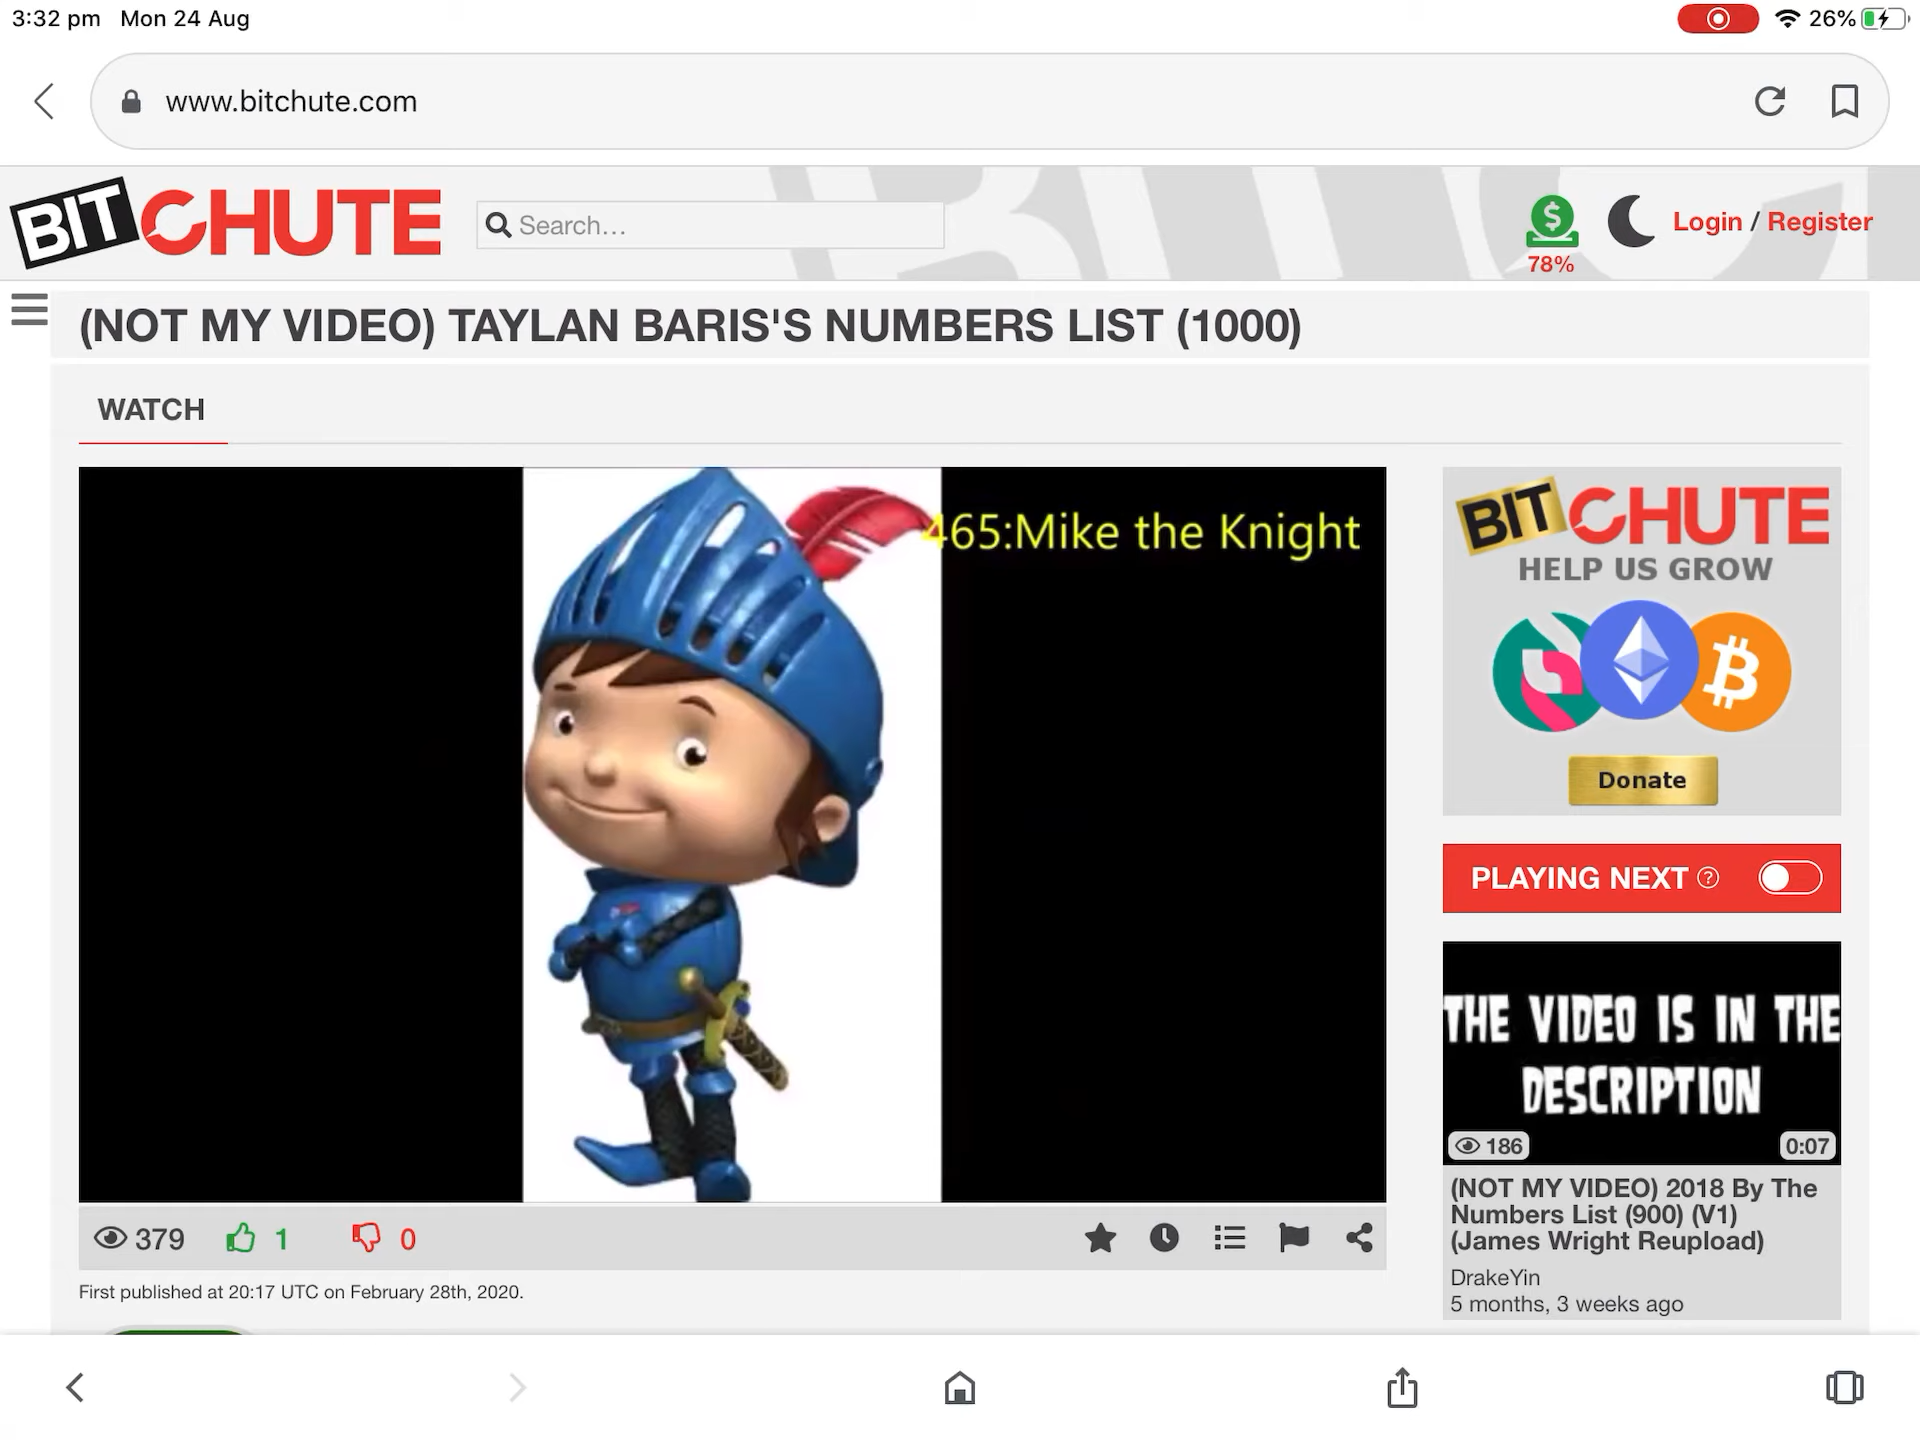 3:32 pm Mon 24 Aug
26%
www.bitchute.com
BITCHUTE
Search...
78%
Login / Register
(NOT MY VIDEO) TAYLAN BARIS'S NUMBERS LIST (1000)
WATCH
465:Mike the Knight
BITCHUTE
HELP US GROW
Donate
PLAYING NEXT ?
THE VIDEO IS IN THE
DESCRIPTION
186
0:07
(NOT MY VIDEO) 2018 By The
Numbers List (900) (V1)
(James Wright Reupload)
DrakeYin
5 months, 3 weeks ago
379 1 0
First published at 20:17 UTC on February 28th, 2020.